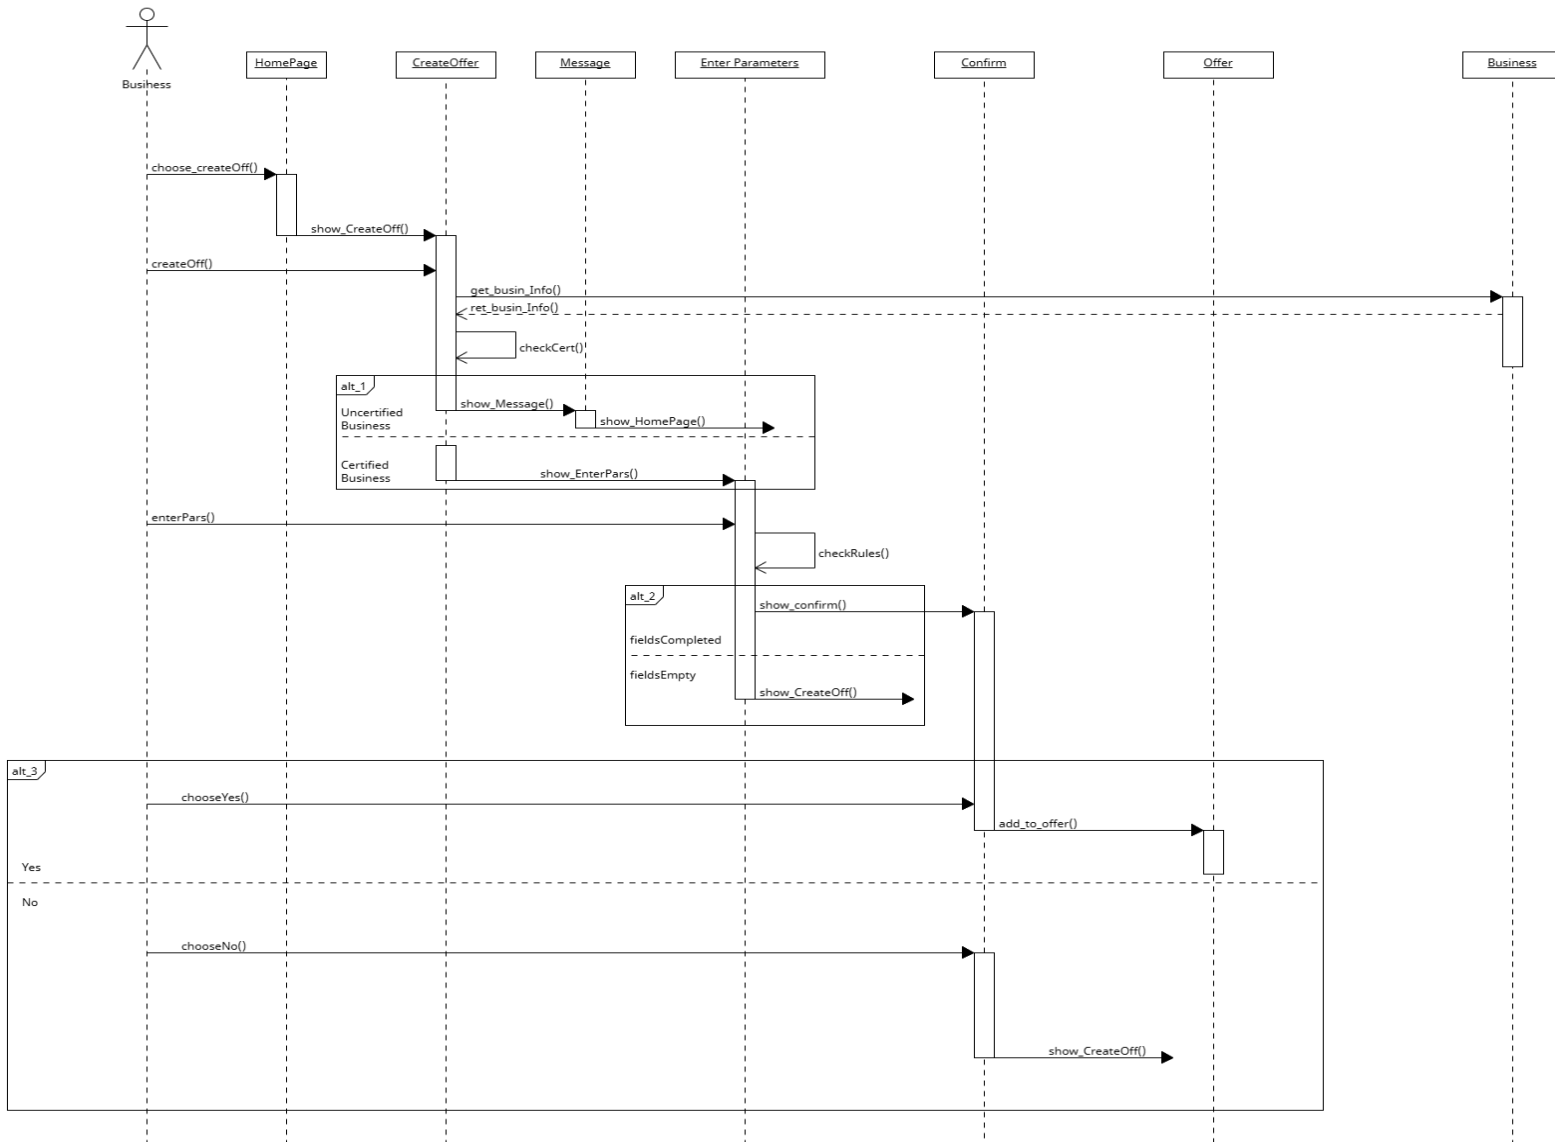 HomePage
CreateOffer
Message
Enter Parameters
Confirm
Offer
Business
Business
choose_createOff()
show_CreateOff()
createOff()
get_busin_Info()
ret_busin_Info()
checkCert()
alt_1
show_Message()
Uncertified
Business
show_HomePage()
Certified
Business
show_EnterPars()
enterPars()
checkRules()
alt_2
show_confirm()
fieldsCompleted
fieldsEmpty
show_CreateOff()
alt_3
chooseYes()
add_to_offer()
Yes
No
chooseNo()
show_CreateOff()